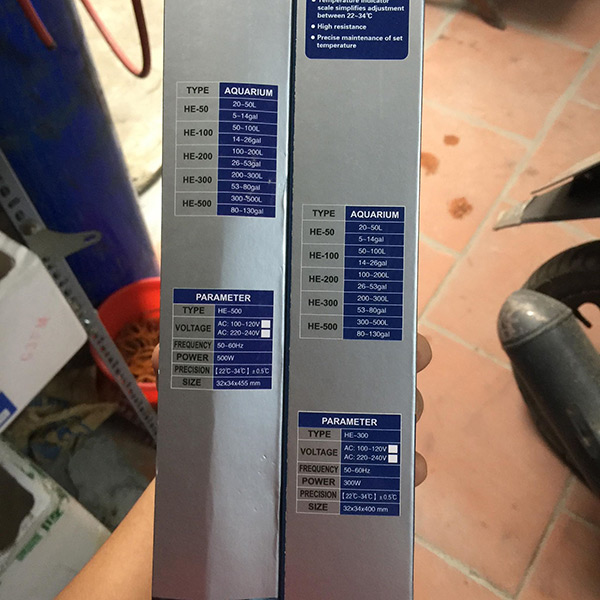 TYPE AQUARIUM
HE-50 20~50L
5~14gal
HE-100 50~100L
14~26gal
HE-200 100~200L
26~53gal
HE-300 200~300L
53~80gal
HE-500 300~500L
80~130gal
PARAMETER
TYPE HE-500
VOLTAGE AC: 100-120V
AC: 220-240V
FREQUENCY 50-60Hz
POWER 500W
PRECISION 【22℃-34℃】± 0.5℃
SIZE 32x34x455 mm
Temperature indicator
scale simplifies adjustment
between 22~34℃
• High resistance
• Precise maintenance of set
temperature
TYPE AQUARIUM
HE-50 20~50L
5~14gal
HE-100 50~100L
14~26gal
HE-200 100~200L
26~53gal
HE-300 200~300L
53~80gal
HE-500 300~500L
80~130gal
PARAMETER
TYPE HE-300
VOLTAGE AC: 100-120V
AC: 220-240V
FREQUENCY 50-60Hz
POWER 300W
PRECISION 【22℃-34℃】± 0.5℃
SIZE 32x34x400 mm